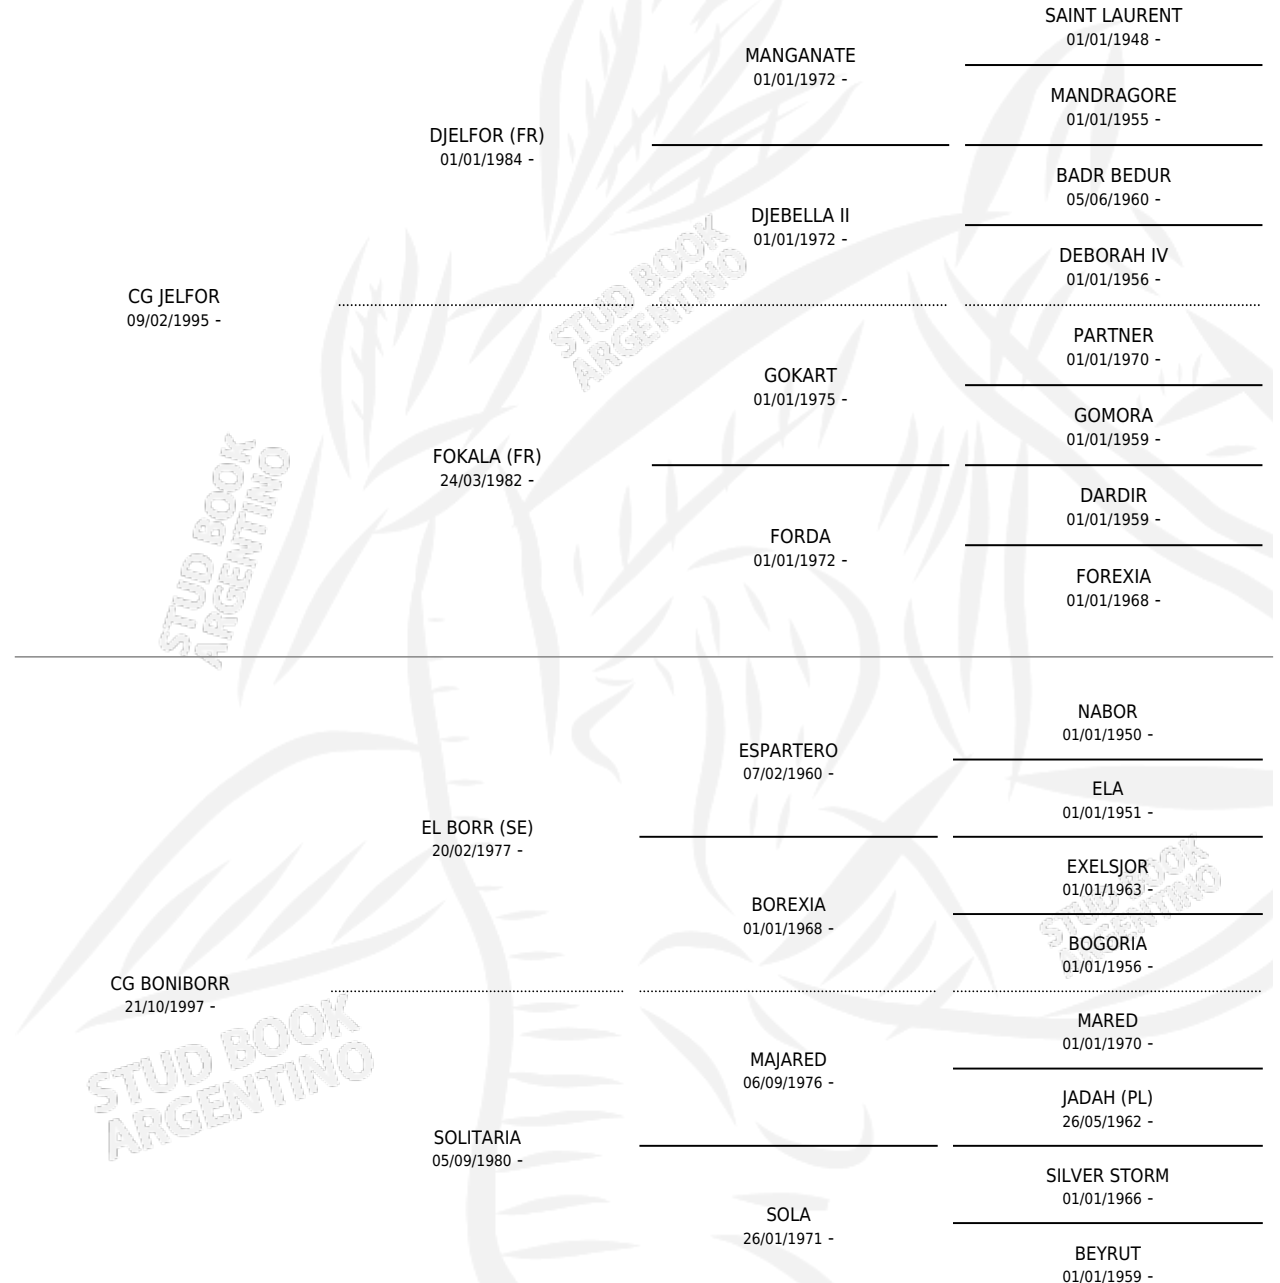 SAINT LAURENT
01/01/1948 -
MANGANATE
01/01/1972 -
MANDRAGORE
01/01/1955 -
DJELFOR (FR)
01/01/1984 -
BADR BEDUR
05/06/1960 -
DJEBELLA II
01/01/1972 -
DEBORAH IV
01/01/1956 -
CG JELFOR
09/02/1995 -
PARTNER
01/01/1970 -
GOKART
01/01/1975 -
GOMORA
01/01/1959 -
FOKALA (FR)
24/03/1982 -
DARDIR
01/01/1959 -
FORDA
01/01/1972 -
FOREXIA
01/01/1968 -
STUD BOOK
ARGENTINO
STUD BOOK
ARGENTINO
NABOR
01/01/1950 -
ESPARTERO
07/02/1960 -
ELA
01/01/1951 -
EL BORR (SE)
20/02/1977 -
EXELSJOR
01/01/1963 -
BOREXIA
01/01/1968 -
BOGORIA
01/01/1956 -
STUD BOOK
ARGENTINO
CG BONIBORR
21/10/1997 -
MARED
01/01/1970 -
MAJARED
06/09/1976 -
JADAH (PL)
26/05/1962 -
STUD BOOK
ARGENTINO
SOLITARIA
05/09/1980 -
SILVER STORM
01/01/1966 -
SOLA
26/01/1971 -
BEYRUT
01/01/1959 -